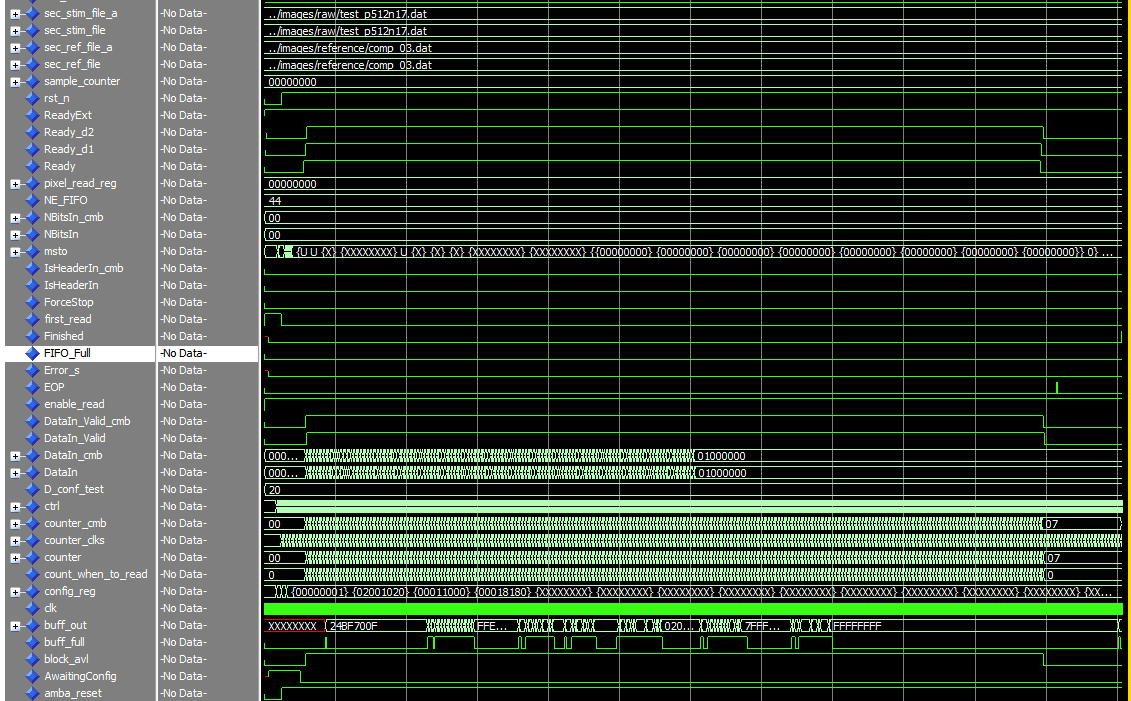 sec_stim_file_a -No Data- ../images/raw/test_p512n17.dat
sec_stim_file -No Data- ../images/raw/test_p512n17.dat
sec_ref_file_a -No Data- ../images/reference/comp_03.dat
sec_ref_file -No Data- ../images/reference/comp_03.dat
sample_counter -No Data- 00000000
rst_n -No Data-
ReadyExt -No Data-
Ready_d2 -No Data-
Ready_d1 -No Data-
Ready -No Data-
pixel_read_reg -No Data- 00000000
NE_FIFO -No Data- 44
NBitsIn_cmb -No Data- 00
NBitsIn -No Data- 00
msto -No Data- {U U {X} {XXXXXXXX} U {X} {X} {X} {XXXXXXXX} {XXXXXXXX} {{00000000} {00000000} {00000000} {00000000} {00000000} {00000000} {00000000} {00000000}} 0} ...
IsHeaderIn_cmb -No Data-
IsHeaderIn -No Data-
ForceStop -No Data-
first_read -No Data-
Finished -No Data-
FIFO_Full -No Data-
Error_s -No Data-
EOP -No Data-
enable_read -No Data-
DataIn_Valid_cmb -No Data-
DataIn_Valid -No Data-
DataIn_cmb -No Data- 000... 01000000
DataIn -No Data- 000... 01000000
D_conf_test -No Data- 20
ctrl -No Data-
counter_cmb -No Data- 00 07
counter_clks -No Data-
counter -No Data- 00 07
count_when_to_read -No Data- 0 0
config_reg -No Data- {00000001} {02001020} {00011000} {00018180} {XXXXXXXX} {XXXXXXXX} {XXXXXXXX} {XXXXXXXX} {XXXXXXXX} {XXXXXXXX} {XXXXXXXX} {XXXXXXXX} {XXXXXXXX} {XX...
clk -No Data-
buff_out -No Data- XXXXXXXX 24BF700F FFE... 020... 7FFF... FFFFFFFF
buff_full -No Data-
block_avl -No Data-
AwaitingConfig -No Data-
amba_reset -No Data-